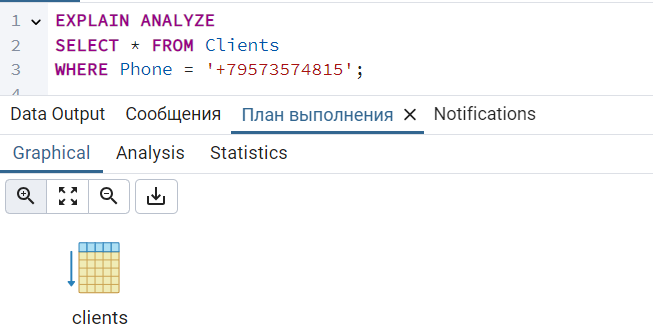 1 EXPLAIN ANALYZE
2 SELECT * FROM Clients
3 WHERE Phone = '+79573574815';
4
Data Output Сообщения План выполнения Notifications
Graphical Analysis Statistics
clients